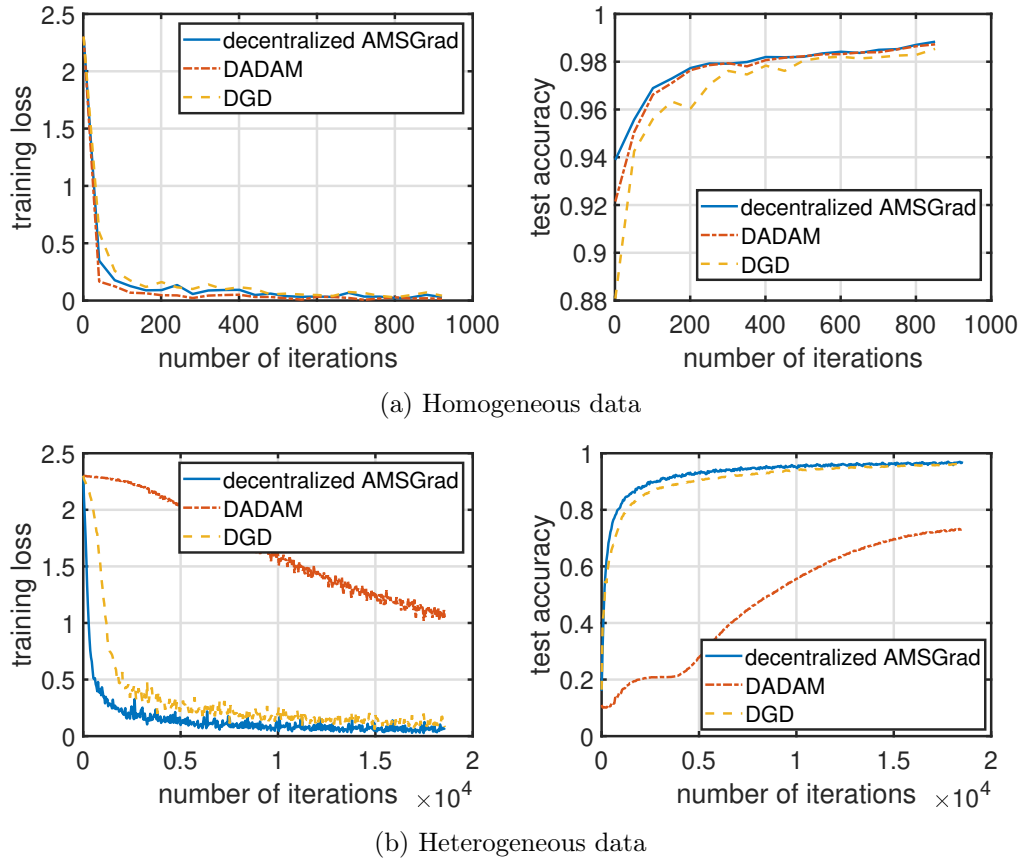 2.5
2
1.5
1
0.5
0
training loss
decentralized AMSGrad
DADAM
DGD
0 200 400 600 800 1000
number of iterations
1
0.98
0.96
0.94
0.92
0.9
0.88
test accuracy
decentralized AMSGrad
DADAM
DGD
0 200 400 600 800 1000
number of iterations
(a) Homogeneous data
2.5
2
1.5
1
0.5
0
training loss
decentralized AMSGrad
DADAM
DGD
0 0.5 1 1.5 2
number of iterations ×10⁴
1
0.8
0.6
0.4
0.2
0
test accuracy
decentralized AMSGrad
DADAM
DGD
0 0.5 1 1.5 2
number of iterations ×10⁴
(b) Heterogeneous data